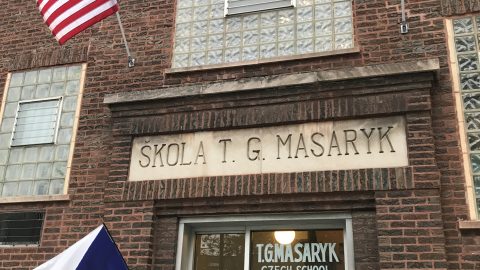 ŠKOLA T. G. MASARYK
T.G.MASARYK
CZECH SCHOOL